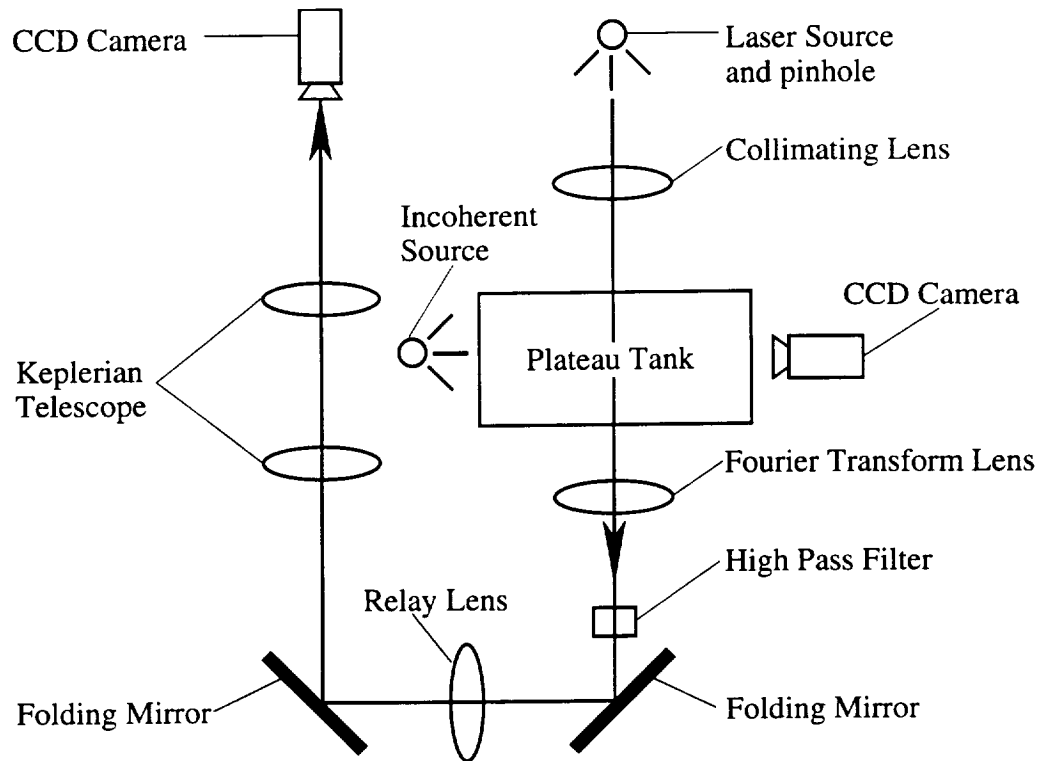 CCD Camera
Laser Source
and pinhole
Collimating Lens
Incoherent
Source
CCD Camera
Plateau Tank
Keplerian
Telescope
Fourier Transform Lens
High Pass Filter
Relay Lens
Folding Mirror
Folding Mirror